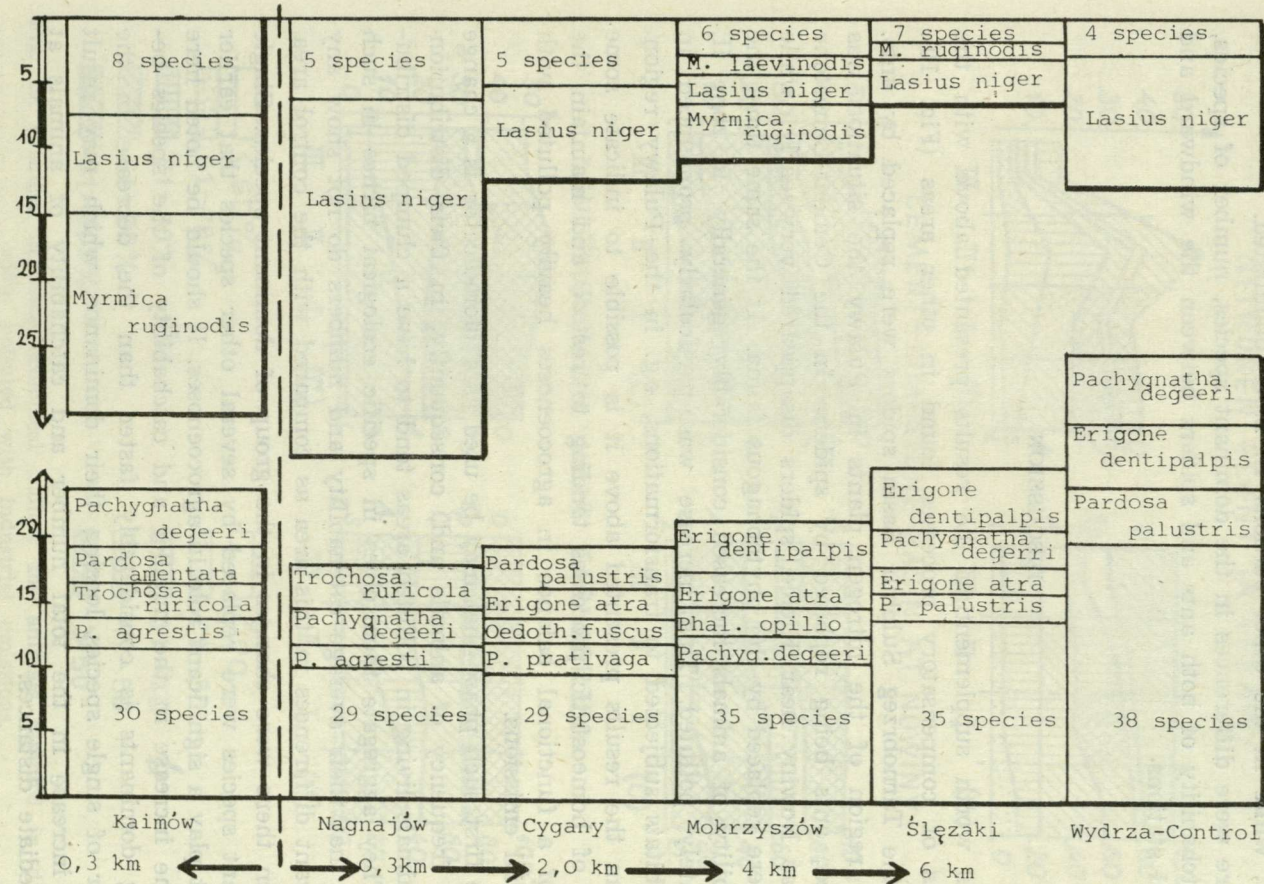 8 species
5 species
5 species
6 species
7 species
4 species
M. laevinodis
M. ruginodis
Lasius niger
Lasius niger
Lasius niger
Lasius niger
Lasius niger
Lasius niger
Myrmica
ruginodis
Myrmica
ruginodis
5
40
45
20
25
Pachygnatha
degeeri
Pardosa
amentata
Trochosa
ruricola
P. agrestis
30 species
Trochosa
ruricola
Pachygnatha
degeeri
P. agresti
29 species
Pardosa
palustris
Erigone atra
Oedoth.fuscus
P. prativaga
29 species
Erigone
dentipalpis
Erigone atra
Phal. opilio
Pachyg.degeeri
35 species
Erigone
dentipalpis
Pachygnatha
degerri
Erigone atra
P. palustris
35 species
Pachygnatha
degeeri
Erigone
dentipalpis
Pardosa
palustris
38 species
20
15
10
5
Kaimów
Nagnajów
Cygany
Mokrzyszów
Ślęzaki
Wydrza-Control
0,3 km
0,3km
2,0 km
4 km
6 km